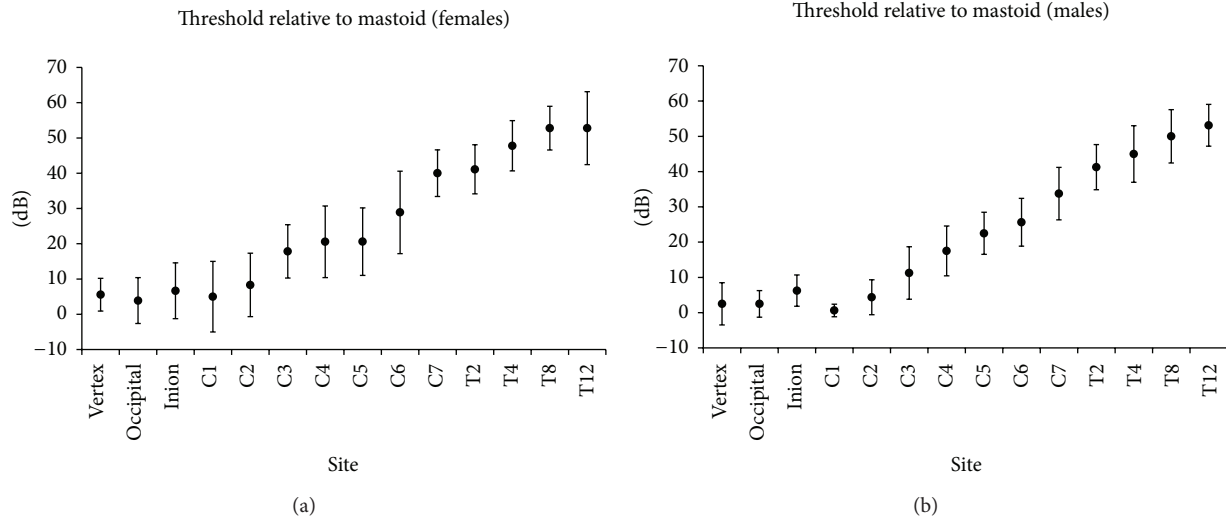 Threshold relative to mastoid (females)
70
60
50
40
30
20
10
0
−10
(dB)
Vertex
Occipital
Inion
C1
C2
C3
C4
C5
C6
C7
T2
T4
T8
T12
Site
(a)
Threshold relative to mastoid (males)
70
60
50
40
30
20
10
0
−10
(dB)
Vertex
Occipital
Inion
C1
C2
C3
C4
C5
C6
C7
T2
T4
T8
T12
Site
(b)